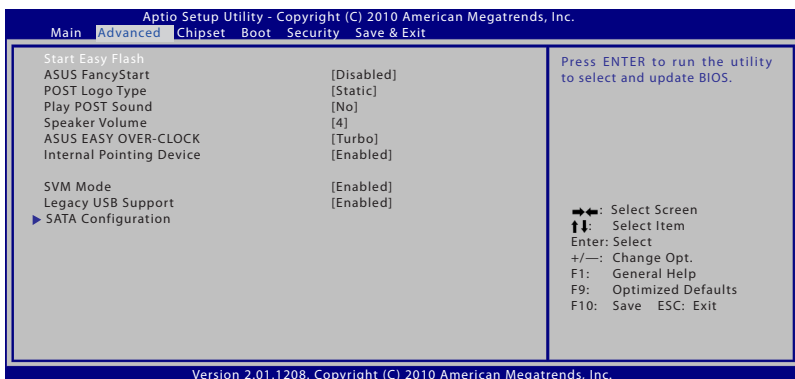 Aptio Setup Utility - Copyright (C) 2010 American Megatrends, Inc.
Main Advanced Chipset Boot Security Save & Exit
Start Easy Flash
ASUS FancyStart [Disabled]
POST Logo Type [Static]
Play POST Sound [No]
Speaker Volume [4]
ASUS EASY OVER-CLOCK [Turbo]
Internal Pointing Device [Enabled]
SVM Mode [Enabled]
Legacy USB Support [Enabled]
SATA Configuration
Press ENTER to run the utility
to select and update BIOS.
→←: Select Screen
↑↓: Select Item
Enter: Select
+/—: Change Opt.
F1: General Help
F9: Optimized Defaults
F10: Save ESC: Exit
Version 2.01.1208. Copyright (C) 2010 American Megatrends, Inc.